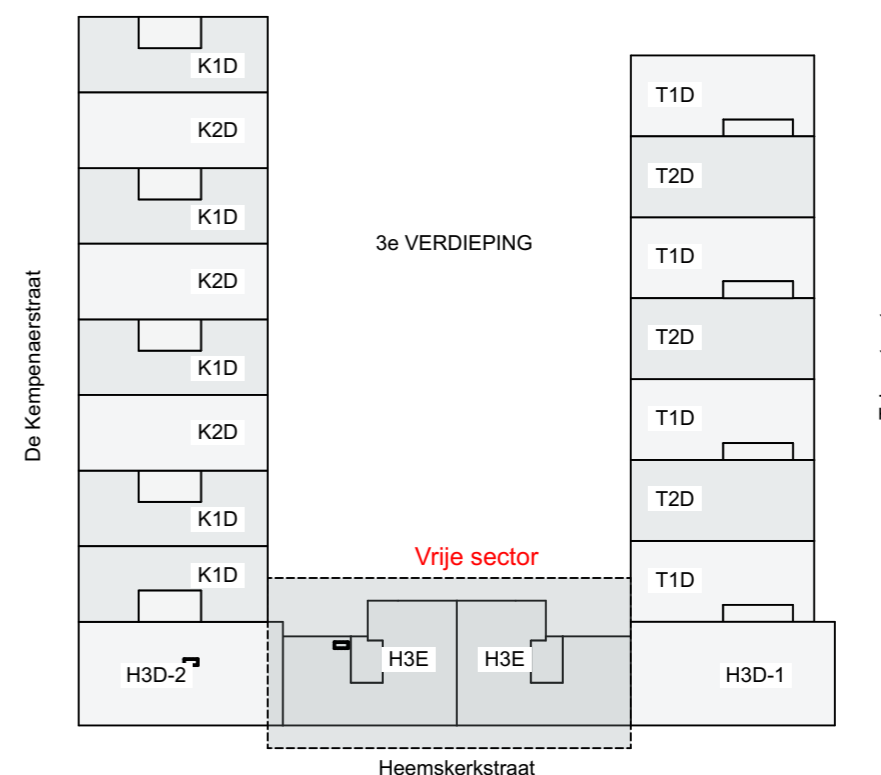 K1D
K2D
K1D
K2D
K1D
K2D
K1D
K1D
H3D-2
De Kempenaerstraat
3e VERDIEPING
Vrije sector
H3E
H3E
Heemskerkstraat
T1D
T2D
T1D
T2D
T1D
T2D
T1D
H3D-1